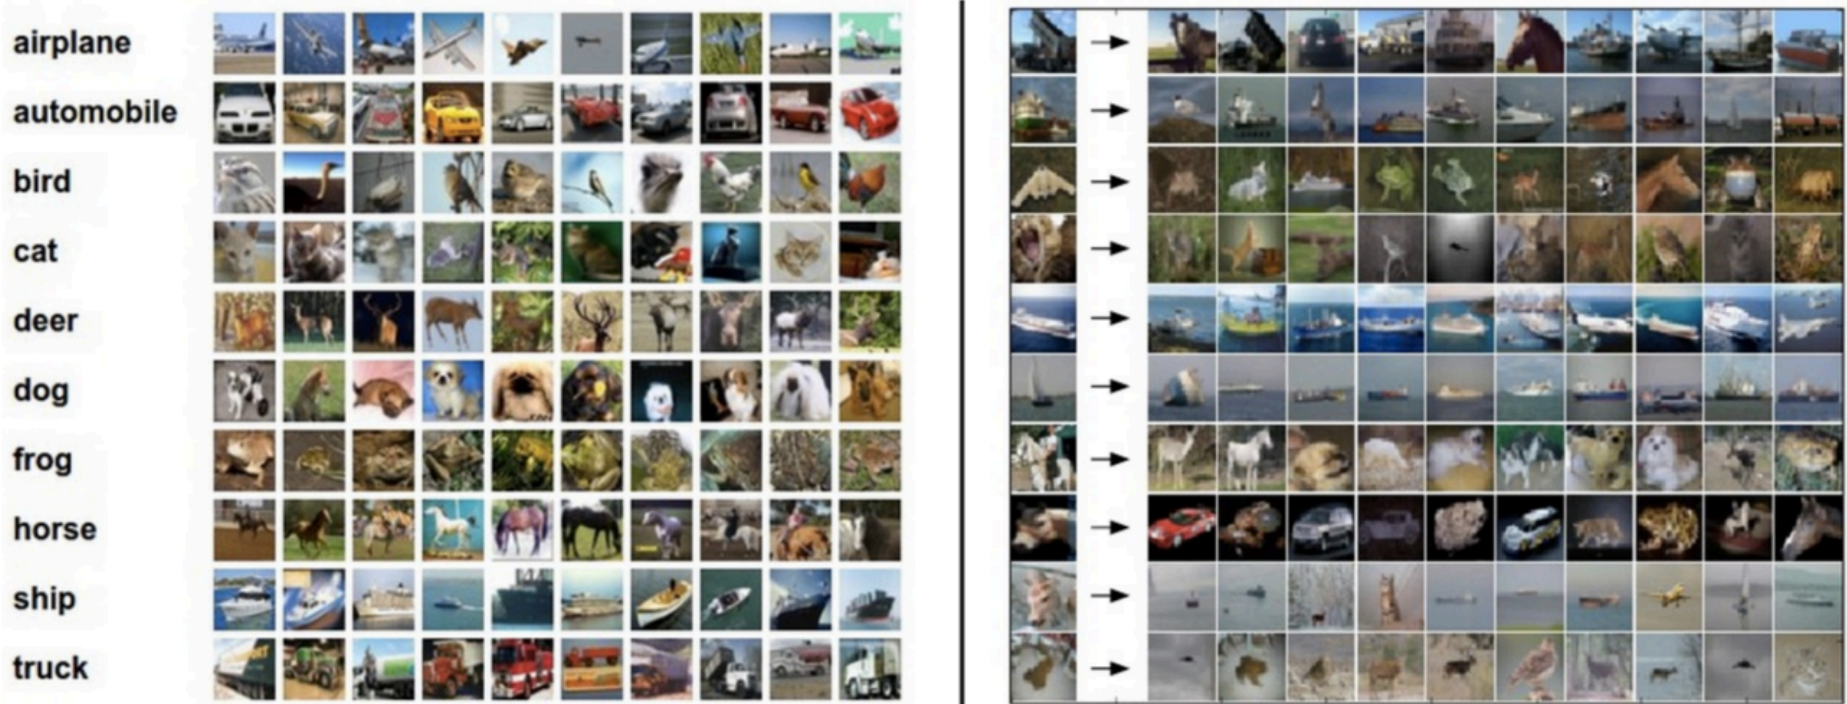 airplane
automobile
bird
cat
deer
dog
frog
horse
ship
truck